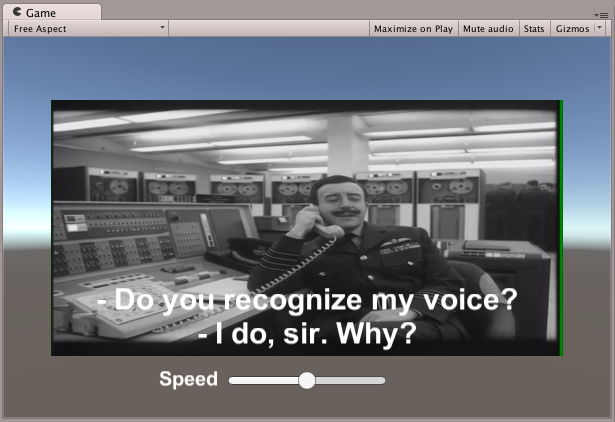 Game
Free Aspect
Maximize on Play
Mute audio
Stats
Gizmos
- Do you recognize my voice?
- I do, sir. Why?
Speed